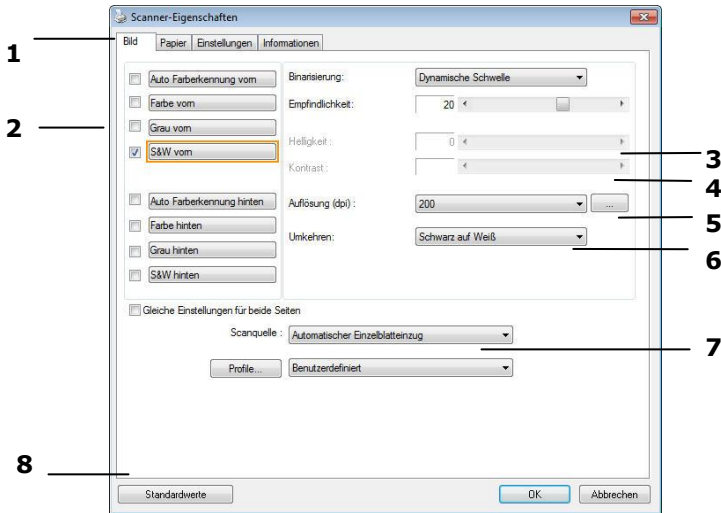 Scanner-Eigenschaften
Bild Papier Einstellungen Informationen
1
Auto Farberkennung vorn Binarisierung: Dynamische Schwelle
Farbe vorn Empfindlichkeit: 20
2
Grau vorn
S&W vorn Helligkeit : 0
3
Kontrast :
4
Auto Farberkennung hinten Auflösung (dpi) : 200 ...
5
Farbe hinten
Umkehren: Schwarz auf Weiß
6
Grau hinten
S&W hinten
Gleiche Einstellungen für beide Seiten
Scanquelle : Automatischer Einzelblatteinzug
7
Profile... Benutzerdefiniert
8
Standardwerte OK Abbrechen